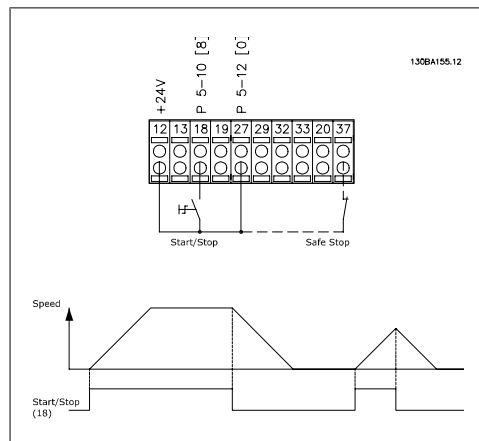 130BA155.12
+24V
P 5-10 [8]
P 5-12 [0]
12 13 18 19 27 29 32 33 20 37
Start/Stop
Safe Stop
Speed
Start/Stop
(18)